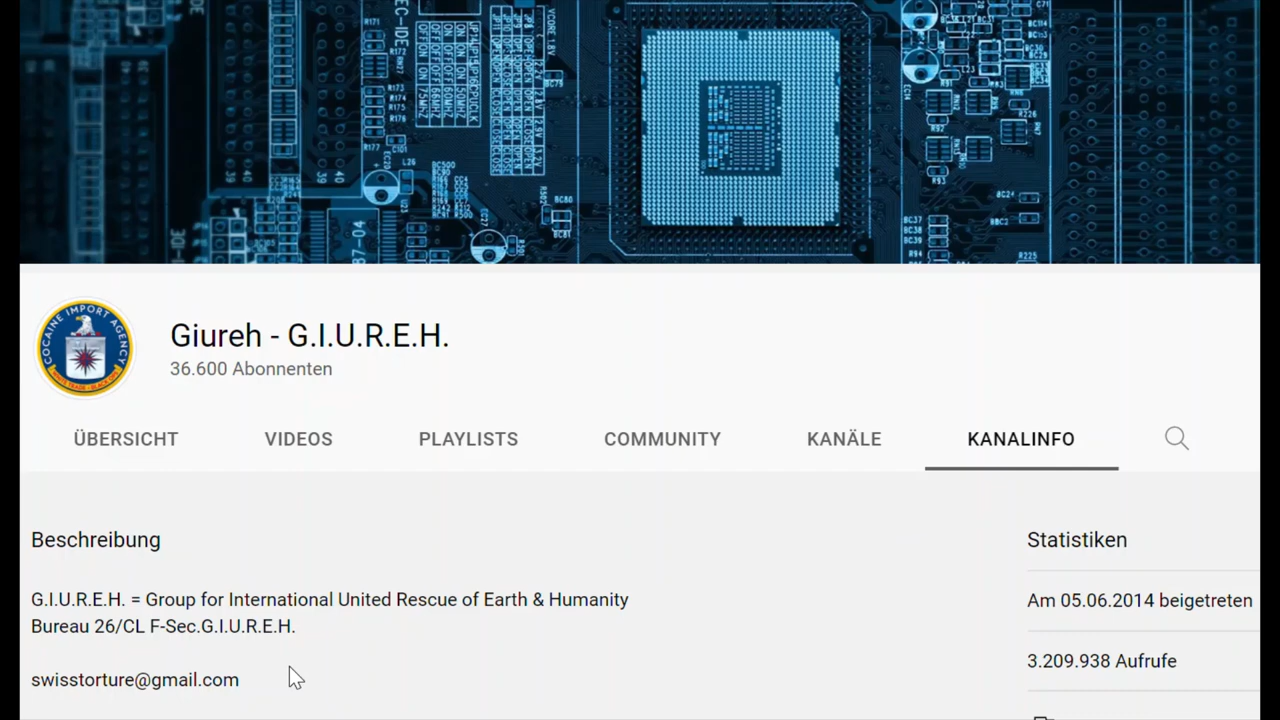 COCAINE IMPORT AGENCY
Giureh - G.I.U.R.E.H.
36.600 Abonnenten
ÜBERSICHT VIDEOS PLAYLISTS COMMUNITY KANÄLE KANALINFO
Beschreibung
G.I.U.R.E.H. = Group for International United Rescue of Earth & Humanity
Bureau 26/CL F-Sec.G.I.U.R.E.H.
swisstorture@gmail.com
Statistiken
Am 05.06.2014 beigetreten
3.209.938 Aufrufe